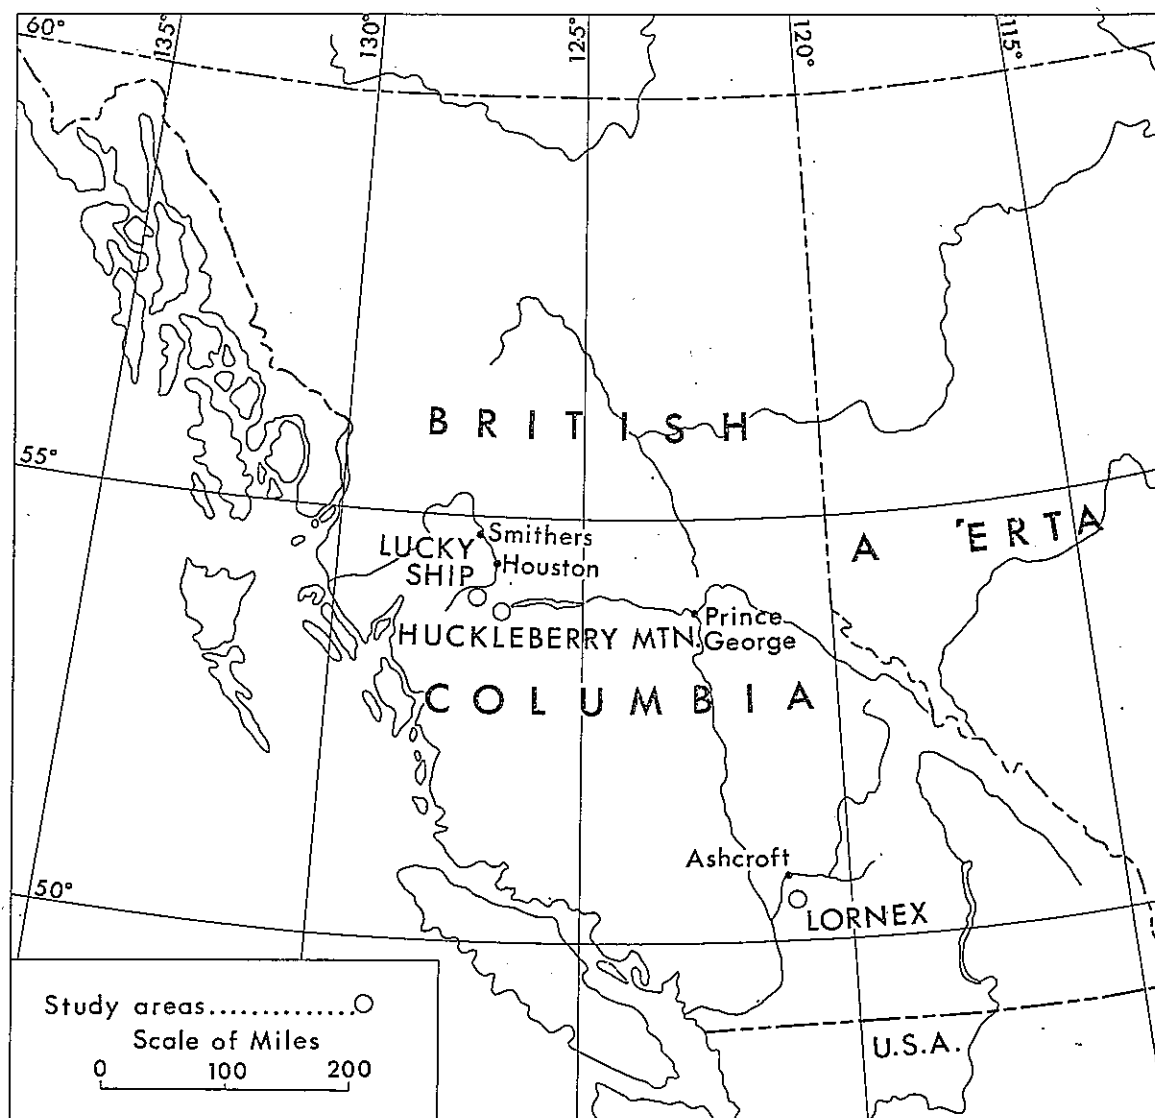 60°
135°
130°
125°
120°
115°
BRITISH
55°
A 'ERTA
Smithers
LUCKY
SHIP
Houston
HUCKLEBERRY MTN.
Prince
George
COLUMBIA
Ashcroft
LORNEX
50°
U.S.A.
Study areas..............
Scale of Miles
0 100 200